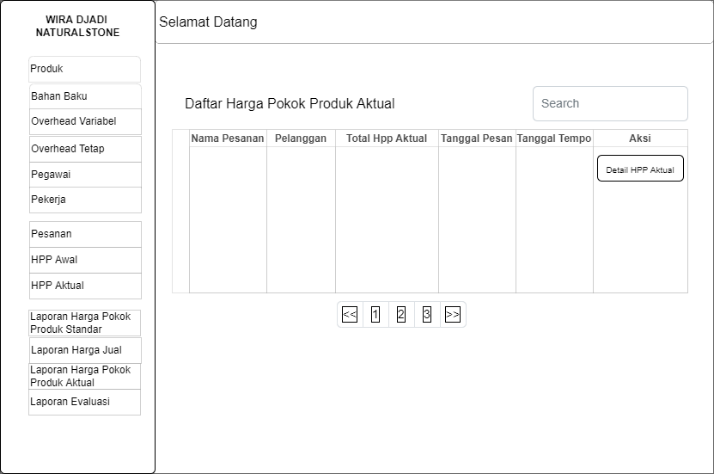 WIRA DJADI
NATURALSTONE
Selamat Datang
Produk
Bahan Baku
Overhead Variabel
Overhead Tetap
Pegawai
Pekerja
Pesanan
HPP Awal
HPP Aktual
Laporan Harga Pokok
Produk Standar
Laporan Harga Jual
Laporan Harga Pokok
Produk Aktual
Laporan Evaluasi
Daftar Harga Pokok Produk Aktual
Search
Nama Pesanan Pelanggan Total Hpp Aktual Tanggal Pesan Tanggal Tempo Aksi
Detail HPP Aktual
<< 1 2 3 >>